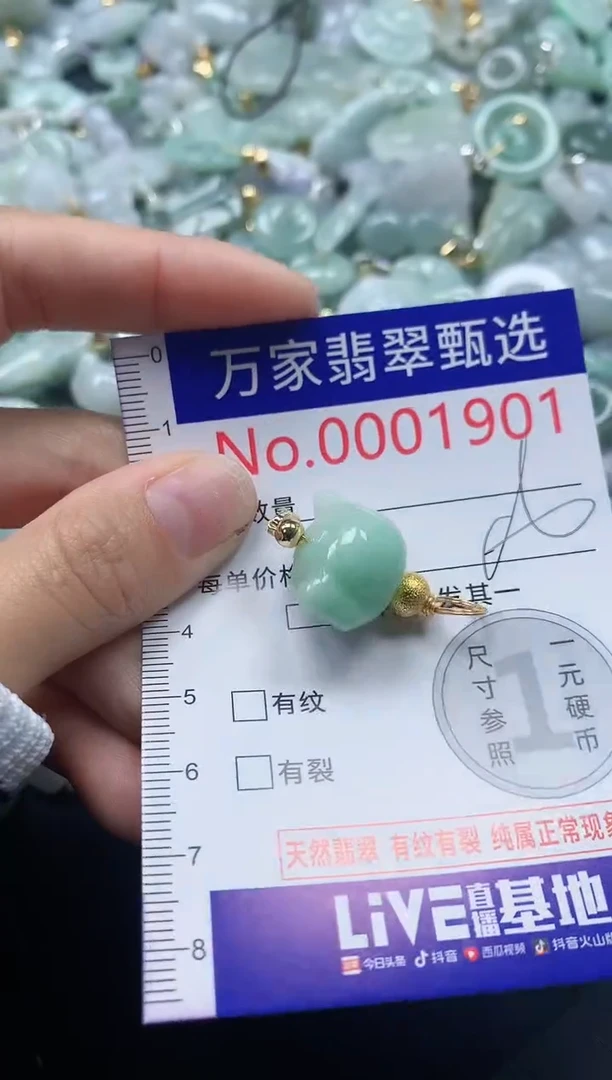 万家翡翠甄选
No.0001901
0
1
数量
每单价格
发其一
4
尺寸参照
1
一元硬币
5
有纹
6
有裂
7
天然翡翠 有纹有裂 纯属正常现象
8
LiVE直播基地
今日头条 抖音 西瓜视频 抖音火山版